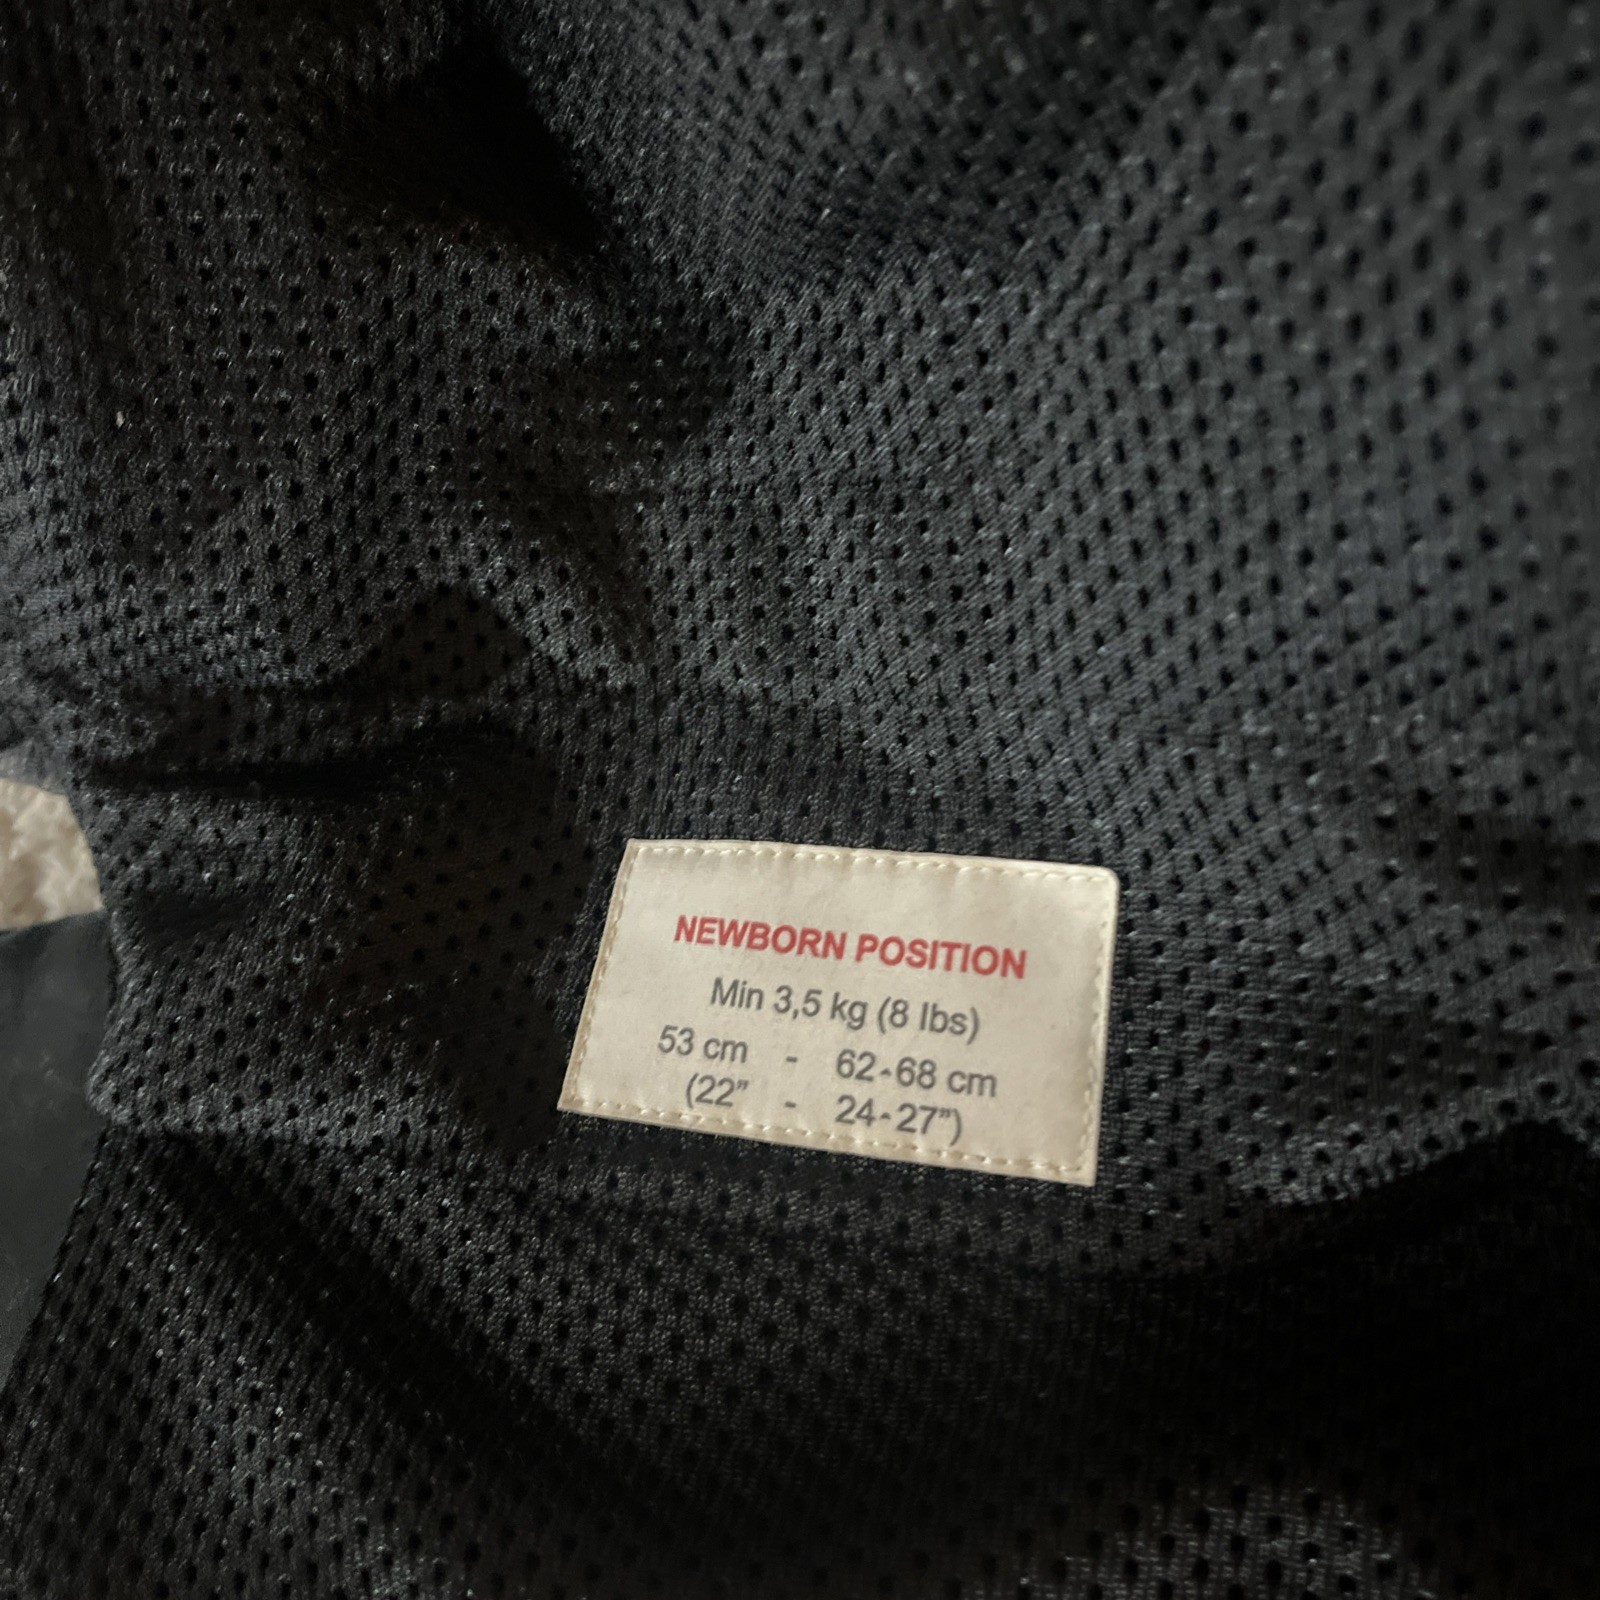 NEWBORN POSITION
Min 3,5 kg (8 lbs)
53 cm - 62-68 cm
(22” - 24-27”)